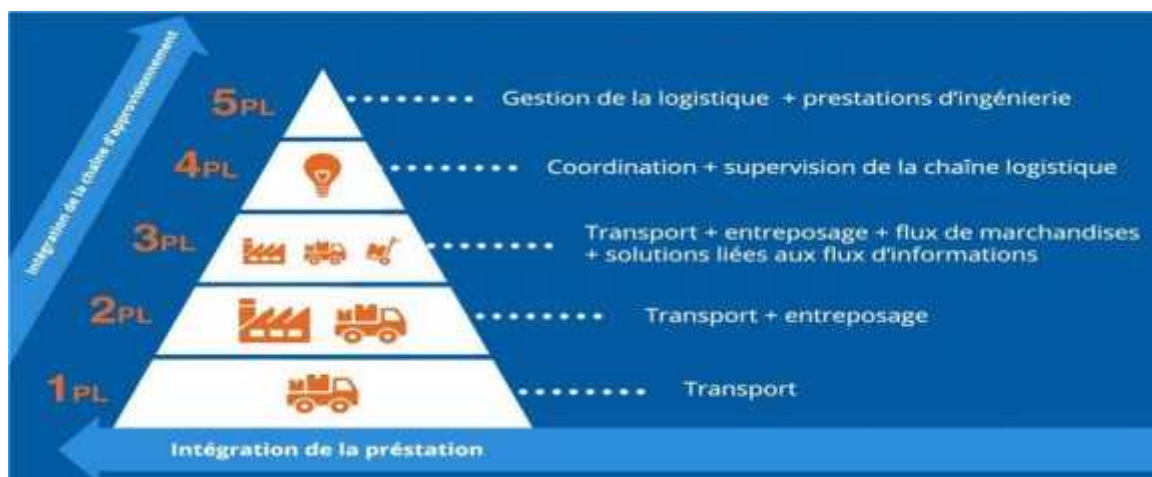 Intégration de la chaîne d'approvisionnement
5PL
Gestion de la logistique + prestations d'ingénierie
4PL
Coordination + supervision de la chaîne logistique
3PL
Transport + entreposage + flux de marchandises
+ solutions liées aux flux d'informations
2PL
Transport + entreposage
1PL
Transport
Intégration de la préstation